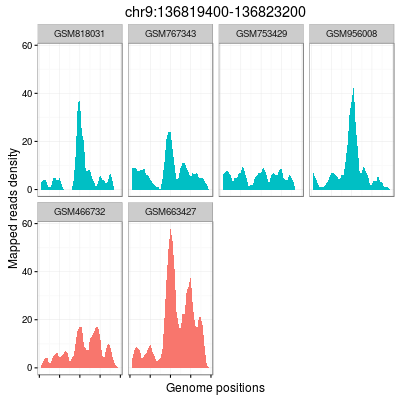 chr9:136819400-136823200
GSM818031 GSM767343 GSM753429 GSM956008
60
40
20
0
GSM466732 GSM663427
60
40
20
0
Mapped reads density
Genome positions